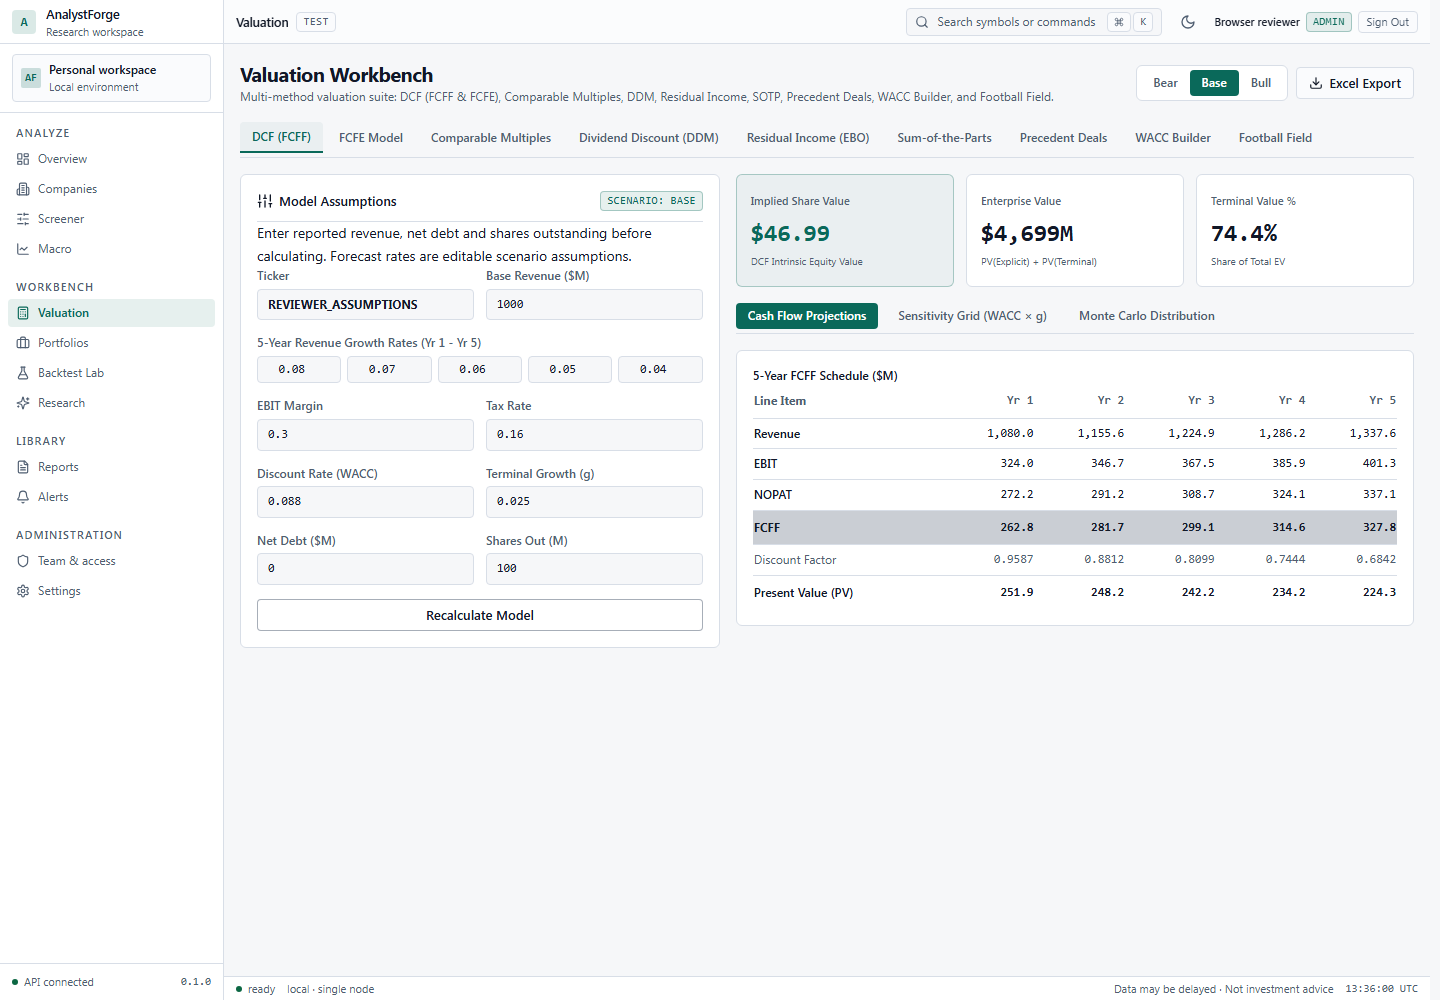 A
AnalystForge
Research workspace
Valuation TEST
Search symbols or commands ⌘ K
Browser reviewer ADMIN Sign Out
AF
Personal workspace
Local environment
ANALYZE
Overview
Companies
Screener
Macro
WORKBENCH
Valuation
Portfolios
Backtest Lab
Research
LIBRARY
Reports
Alerts
ADMINISTRATION
Team & access
Settings
API connected 0.1.0
Valuation Workbench
Multi-method valuation suite: DCF (FCFF & FCFE), Comparable Multiples, DDM, Residual Income, SOTP, Precedent Deals, WACC Builder, and Football Field.
Bear Base Bull Excel Export
DCF (FCFF) FCFE Model Comparable Multiples Dividend Discount (DDM) Residual Income (EBO) Sum-of-the-Parts Precedent Deals WACC Builder Football Field
Model Assumptions SCENARIO: BASE
Enter reported revenue, net debt and shares outstanding before
calculating. Forecast rates are editable scenario assumptions.
Ticker Base Revenue ($M)
REVIEWER_ASSUMPTIONS 1000
5-Year Revenue Growth Rates (Yr 1 - Yr 5)
0.08 0.07 0.06 0.05 0.04
EBIT Margin Tax Rate
0.3 0.16
Discount Rate (WACC) Terminal Growth (g)
0.088 0.025
Net Debt ($M) Shares Out (M)
0 100
Recalculate Model
Implied Share Value
$46.99
DCF Intrinsic Equity Value
Enterprise Value
$4,699M
PV(Explicit) + PV(Terminal)
Terminal Value %
74.4%
Share of Total EV
Cash Flow Projections Sensitivity Grid (WACC × g) Monte Carlo Distribution
5-Year FCFF Schedule ($M)
Line Item Yr 1 Yr 2 Yr 3 Yr 4 Yr 5
Revenue 1,080.0 1,155.6 1,224.9 1,286.2 1,337.6
EBIT 324.0 346.7 367.5 385.9 401.3
NOPAT 272.2 291.2 308.7 324.1 337.1
FCFF 262.8 281.7 299.1 314.6 327.8
Discount Factor 0.9587 0.8812 0.8099 0.7444 0.6842
Present Value (PV) 251.9 248.2 242.2 234.2 224.3
ready local · single node
Data may be delayed · Not investment advice 13:36:00 UTC